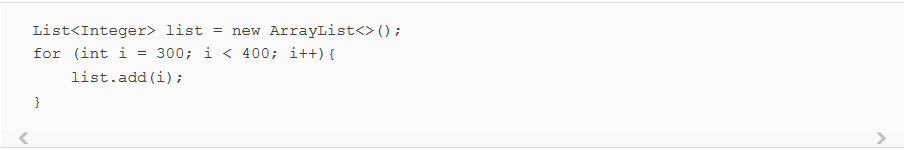 List<Integer> list = new ArrayList<>();
for (int i = 300; i < 400; i++){
    list.add(i);
}